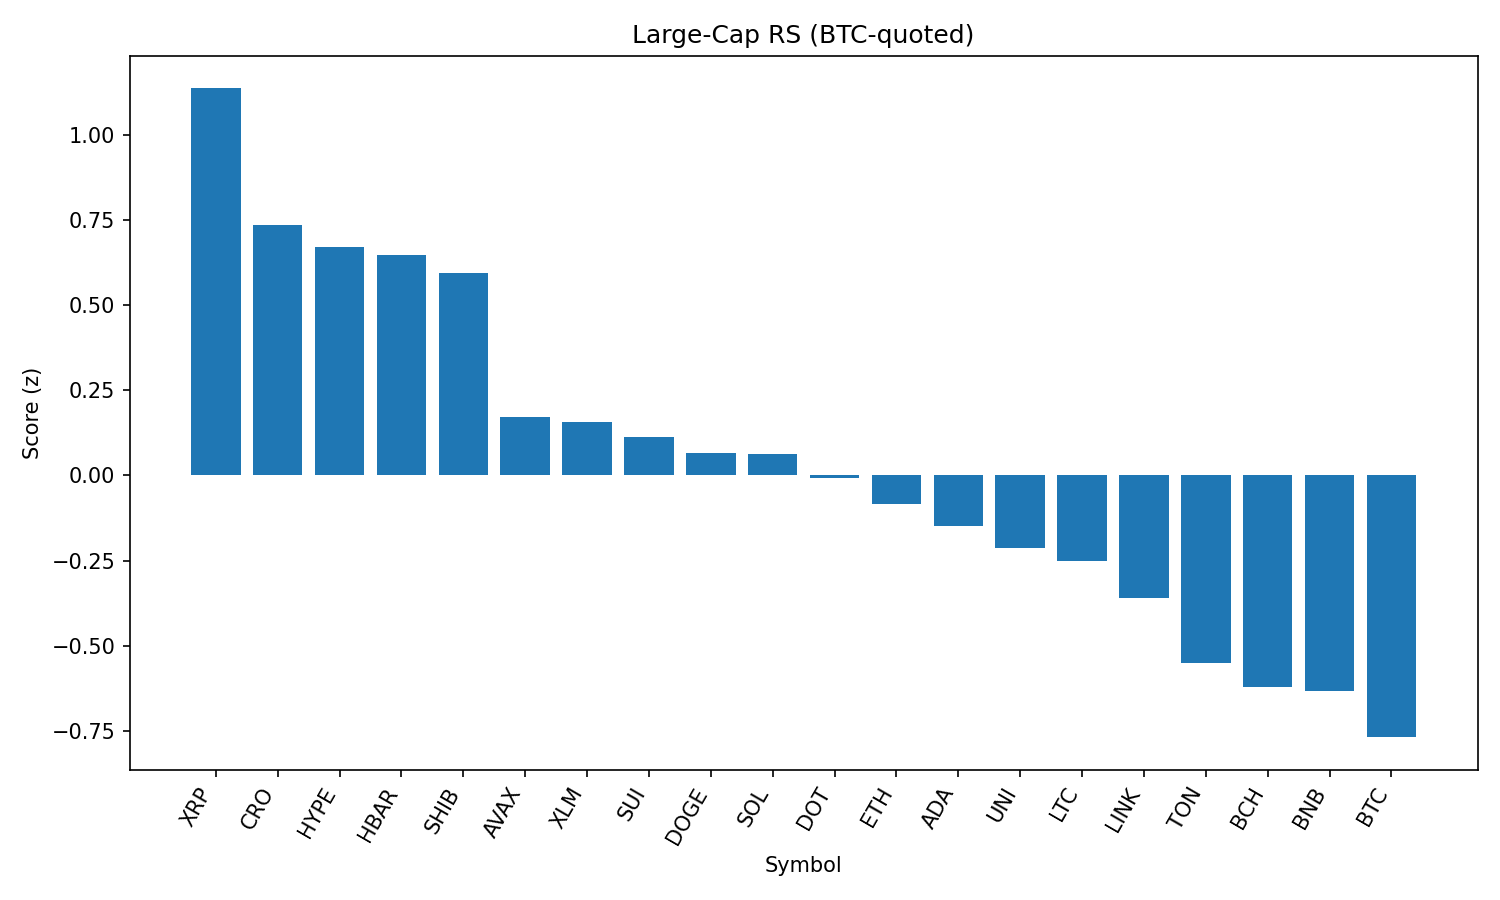 Large-Cap RS (BTC-quoted)
Score (z)
1.00
0.75
0.50
0.25
0.00
−0.25
−0.50
−0.75
XRP
CRO
HYPE
HBAR
SHIB
AVAX
XLM
SUI
DOGE
SOL
DOT
ETH
ADA
UNI
LTC
LINK
TON
BCH
BNB
BTC
Symbol